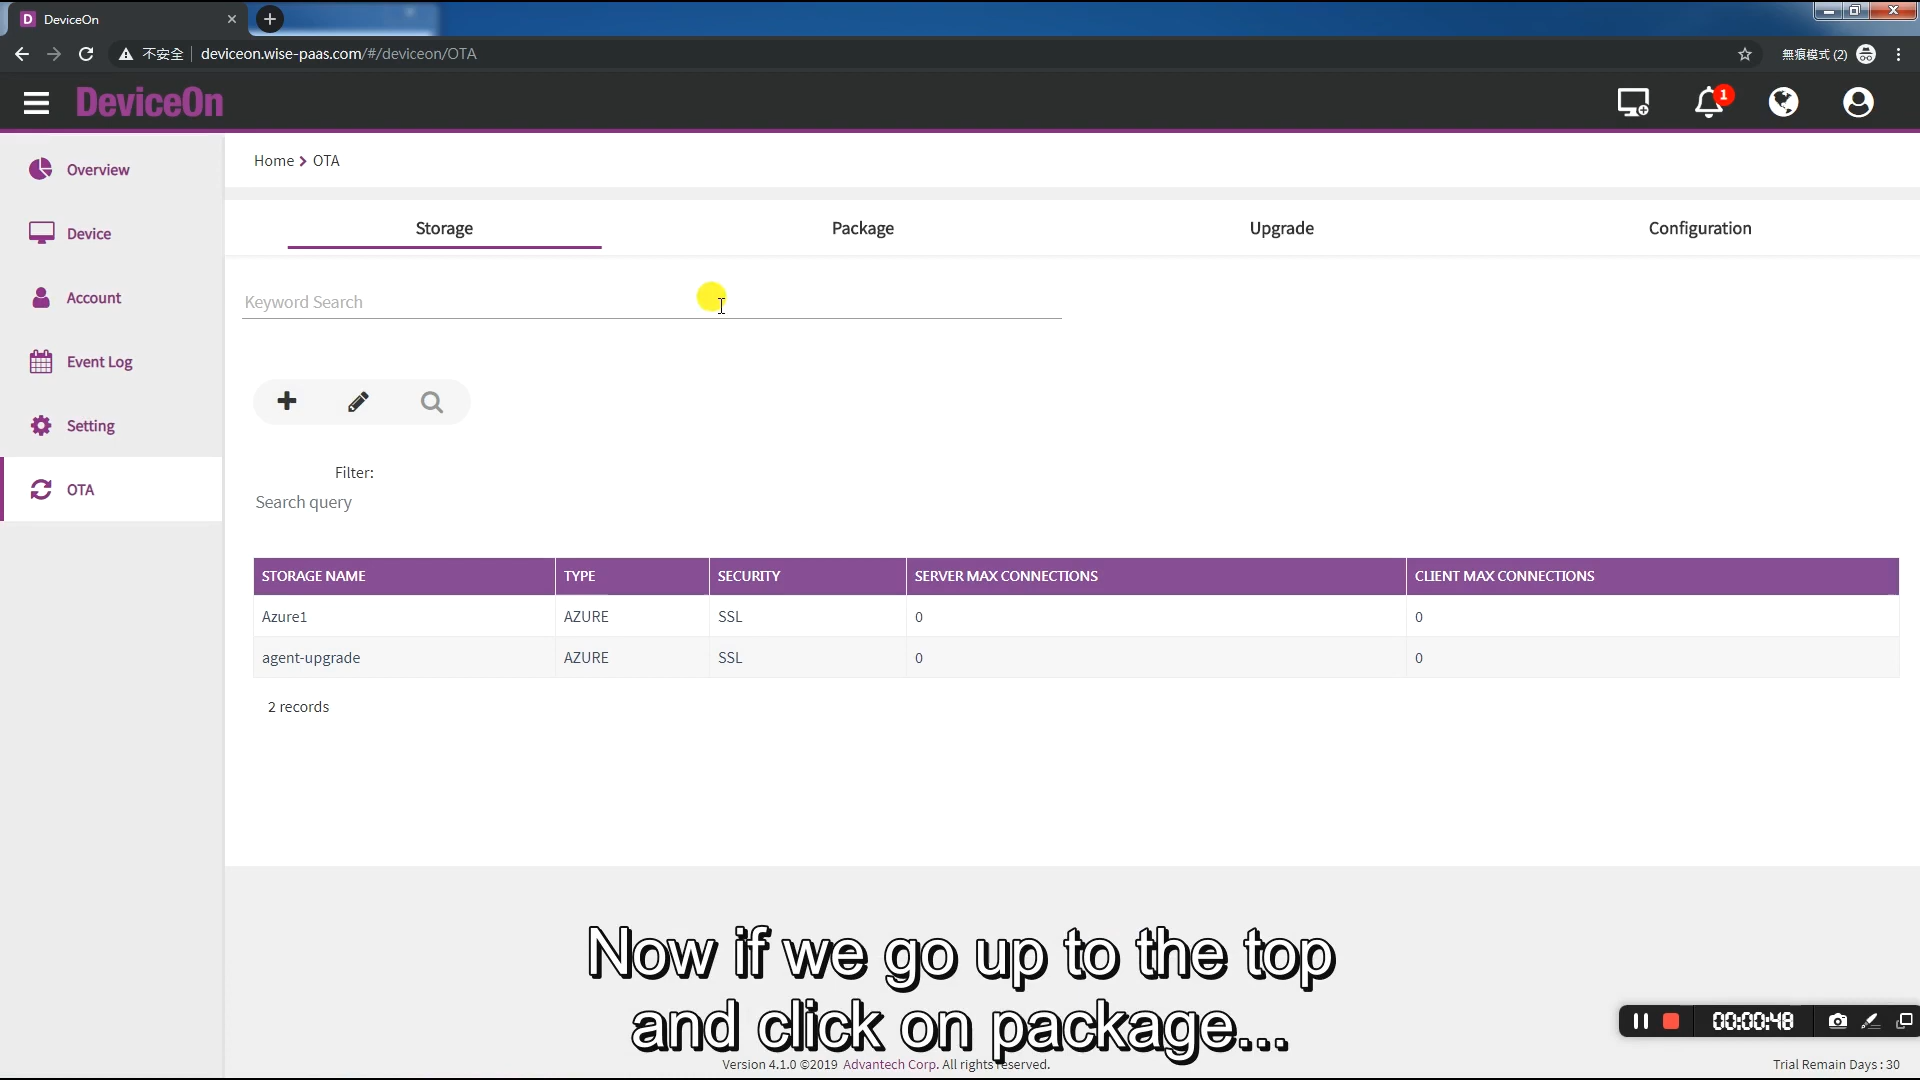 D DeviceOn
不安全 deviceon.wise-paas.com/#/deviceon/OTA 無痕模式 (2)
DeviceOn 1
Overview
Device
Account
Event Log
Setting
OTA
Home > OTA
Storage Package Upgrade Configuration
Keyword Search
Filter:
Search query
STORAGE NAME TYPE SECURITY SERVER MAX CONNECTIONS CLIENT MAX CONNECTIONS
Azure1 AZURE SSL 0 0
agent-upgrade AZURE SSL 0 0
2 records
Now if we go up to the top
and click on package...
00:00:48
Version 4.1.0 ©2019 Advantech Corp. All rights reserved. Trial Remain Days : 30